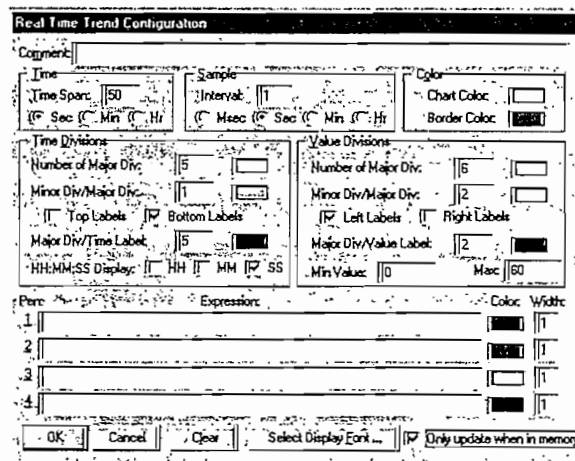 Real Time Trend Configuration
Comment:
Time
Time Span: 50
Sec Min Hr
Sample
Interval: 1
Msec Sec Min Hr
Color
Chart Color:
Border Color:
Time Divisions
Number of Major Div: 5
Minor Div/Major Div: 1
Top Labels Bottom Labels
Major Div/Time Label: 5
HH:MM:SS Display: HH MM SS
Value Divisions
Number of Major Div: 6
Minor Div/Major Div: 2
Left Labels Right Labels
Major Div/Value Label: 2
Min Value: 0 Max: 60
Pen: Expression: Color: Width:
1 1
2 1
3 1
4 1
OK Cancel Clear Select Display Font ... Only update when in memor